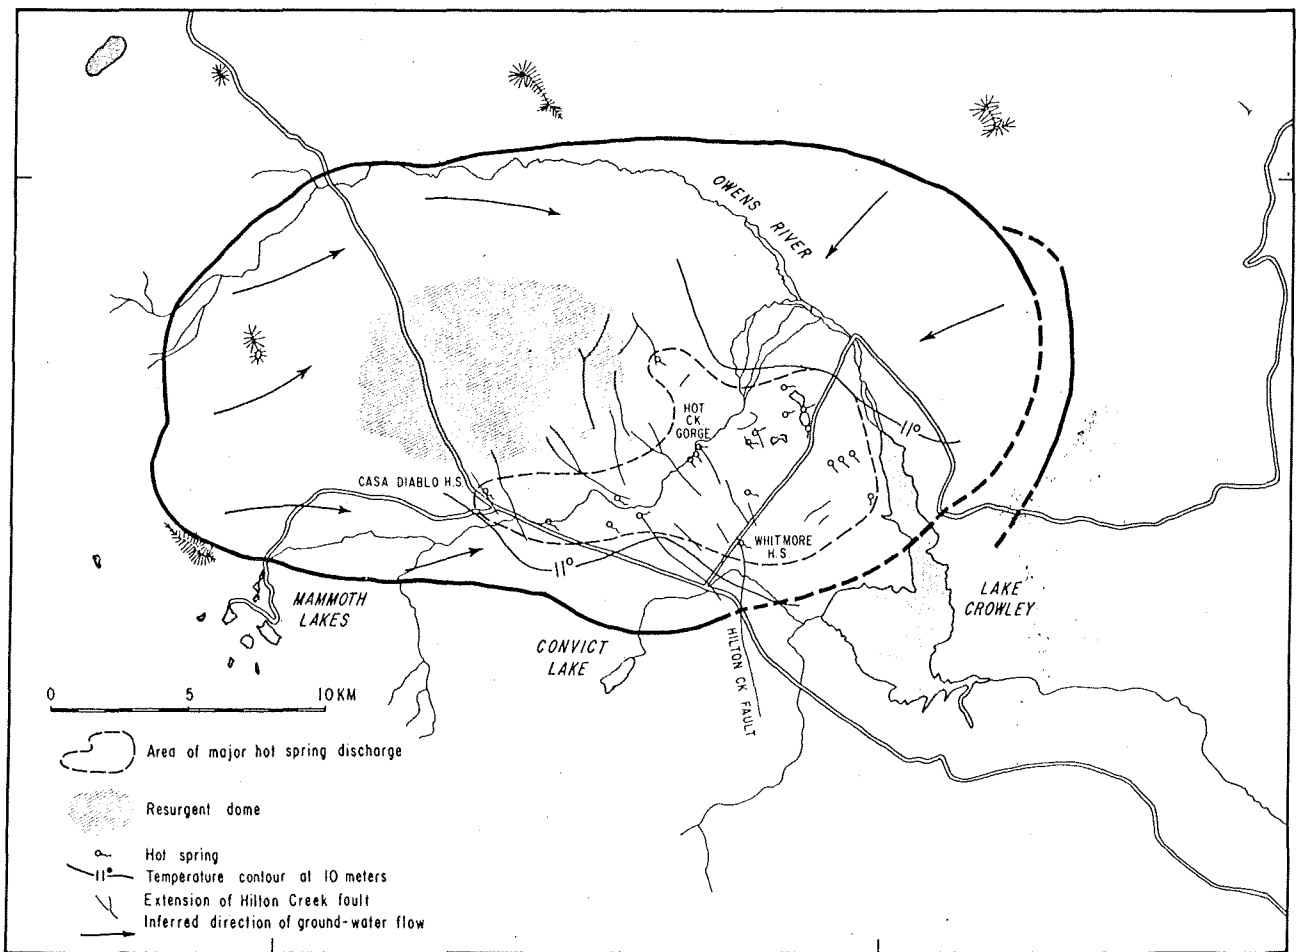 OWENS RIVER
HOT
CK
GORGE
11°
CASA DIABLO H.S.
WHITMORE
H.S.
11°
MAMMOTH
LAKES
LAKE
CROWLEY
CONVICT
LAKE
HILTON CK FAULT
0 5 10 KM
Area of major hot spring discharge
Resurgent dome
Hot spring
11° Temperature contour at 10 meters
Extension of Hilton Creek fault
Inferred direction of ground-water flow